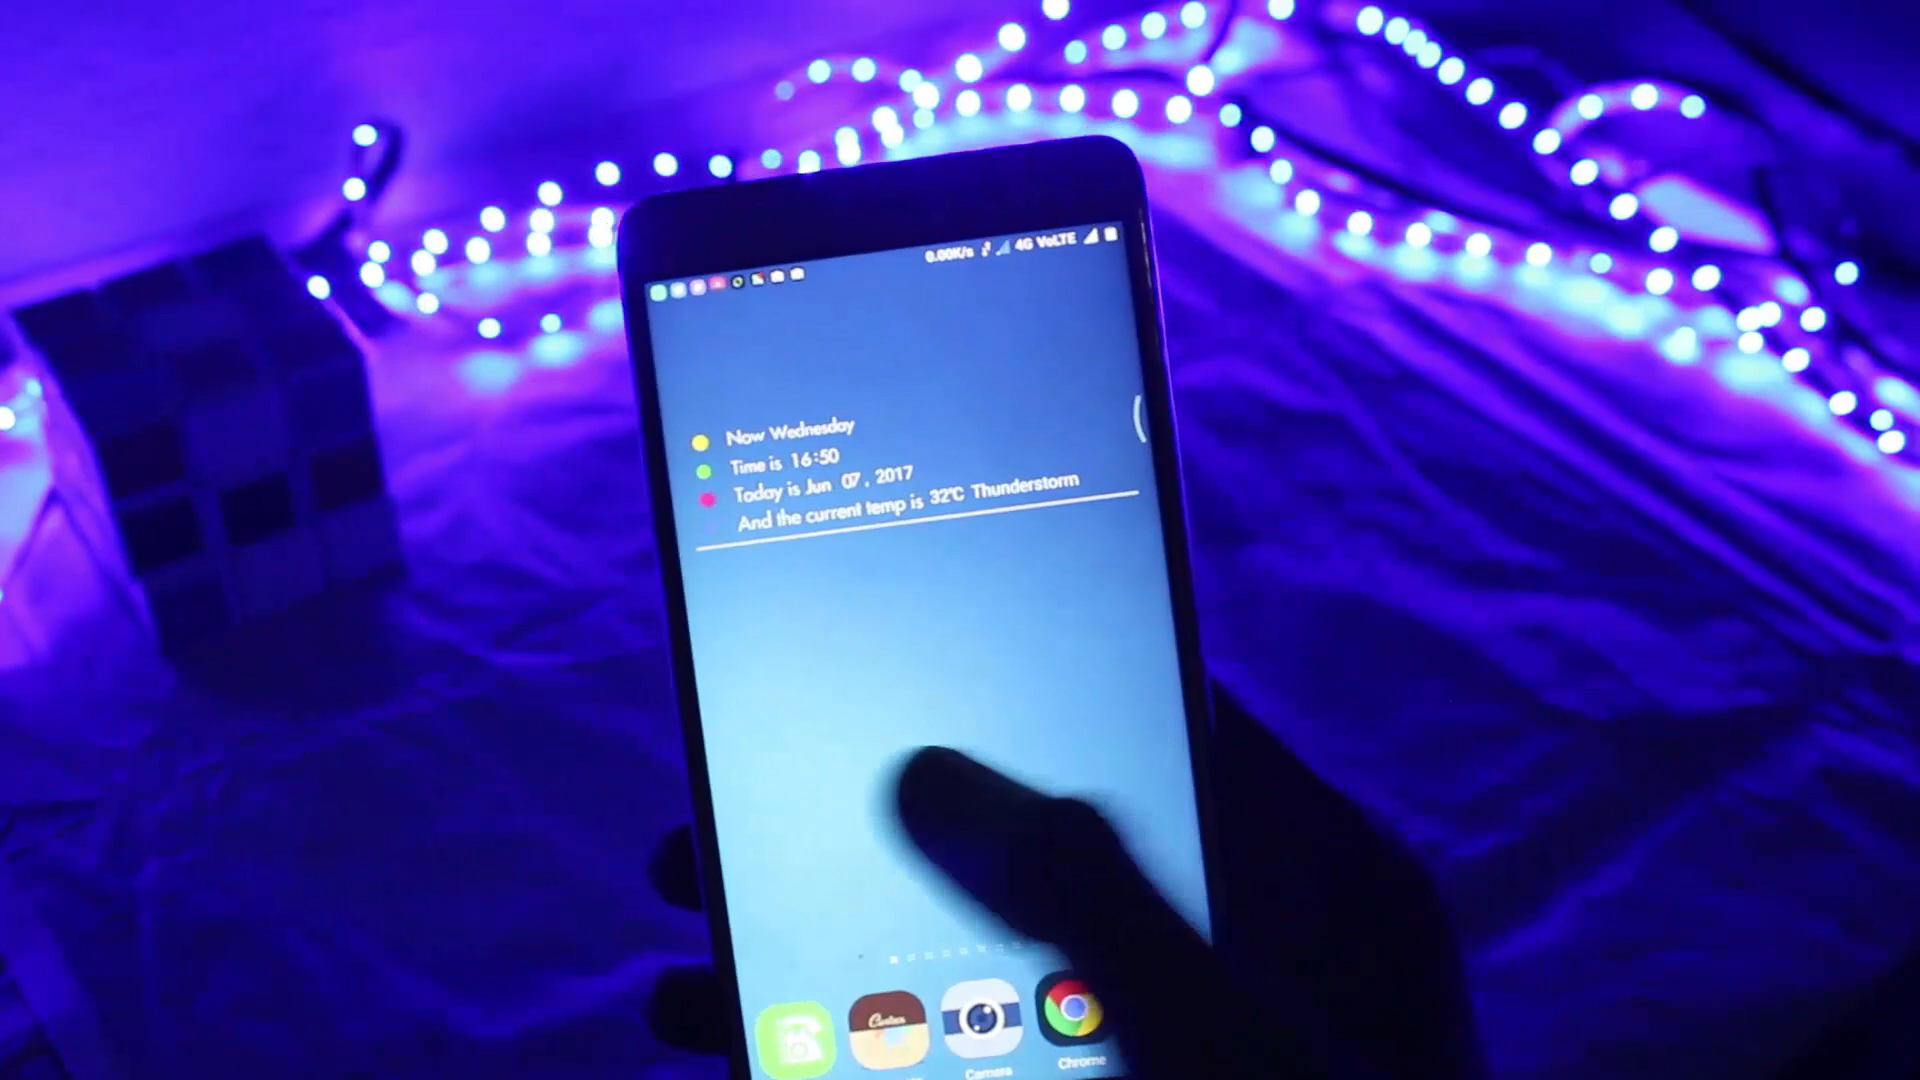 0.00K/s 4G VoLTE
Now Wednesday
Time is 16:50
Today is Jun 07, 2017
And the current temp is 32°C Thunderstorm
Camera
Chrome